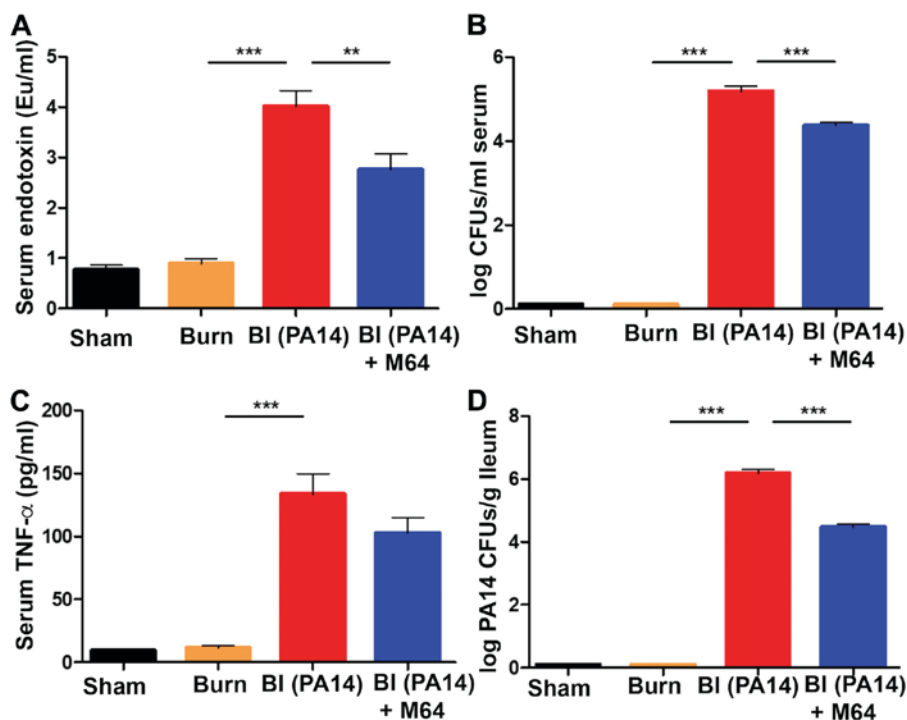 A
Serum endotoxin (Eu/ml)
5
4
3
2
1
0
***
**
Sham
Burn
BI (PA14)
BI (PA14)
+ M64
B
log CFUs/ml serum
6
4
2
0
***
***
Sham
Burn
BI (PA14)
BI (PA14)
+ M64
C
Serum TNF-α (pg/ml)
200
150
100
50
0
***
Sham
Burn
BI (PA14)
BI (PA14)
+ M64
D
log PA14 CFUs/g Ileum
8
6
4
2
0
***
***
Sham
Burn
BI (PA14)
BI (PA14)
+ M64